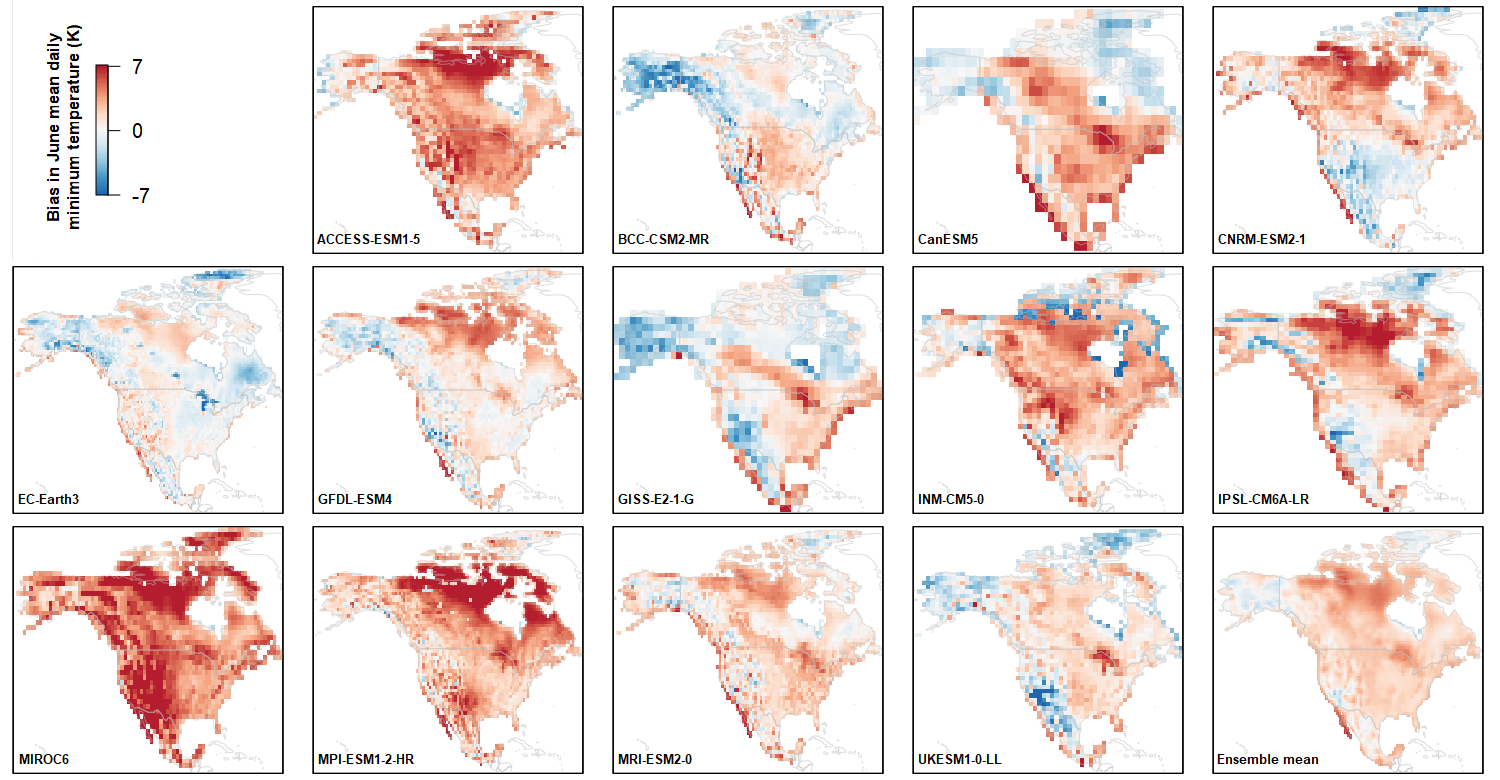 Bias in June mean daily
minimum temperature (K)
7
0
-7
ACCESS-ESM1-5
BCC-CSM2-MR
CanESM5
CNRM-ESM2-1
EC-Earth3
GFDL-ESM4
GISS-E2-1-G
INM-CM5-0
IPSL-CM6A-LR
MIROC6
MPI-ESM1-2-HR
MRI-ESM2-0
UKESM1-0-LL
Ensemble mean